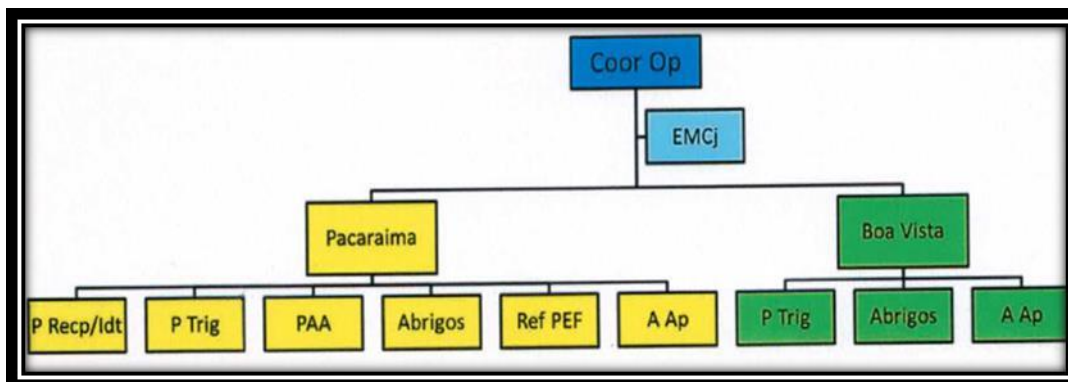 Coor Op
EMCj
Pacaraima
Boa Vista
P Recp/Idt
P Trig
PAA
Abrigos
Ref PEF
A Ap
P Trig
Abrigos
A Ap